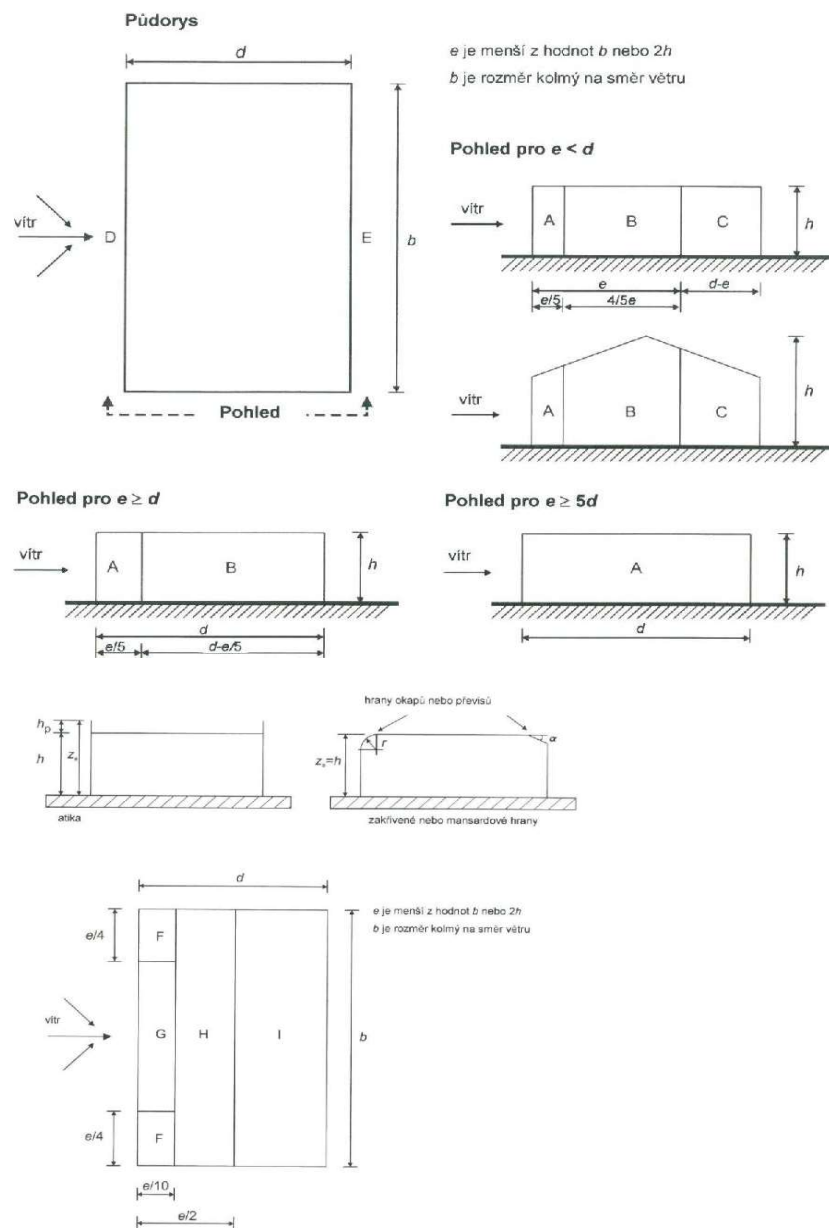 Půdorys
d
e je menší z hodnot b nebo 2h
b je rozměr kolmý na směr větru
vítr
D
E
b
Pohled
Pohled pro e < d
vítr
A
B
C
h
e
d-e
e/5
4/5e
vítr
A
B
C
h
Pohled pro e ≥ d
vítr
A
B
h
d
e/5
d-e/5
Pohled pro e ≥ 5d
vítr
A
h
d
hp
h
ze
atika
hrany okapů nebo převisů
ze=h
r
α
zakřivené nebo mansardové hrany
d
e je menší z hodnot b nebo 2h
b je rozměr kolmý na směr větru
e/4
F
vítr
G
H
I
b
e/4
F
e/10
e/2